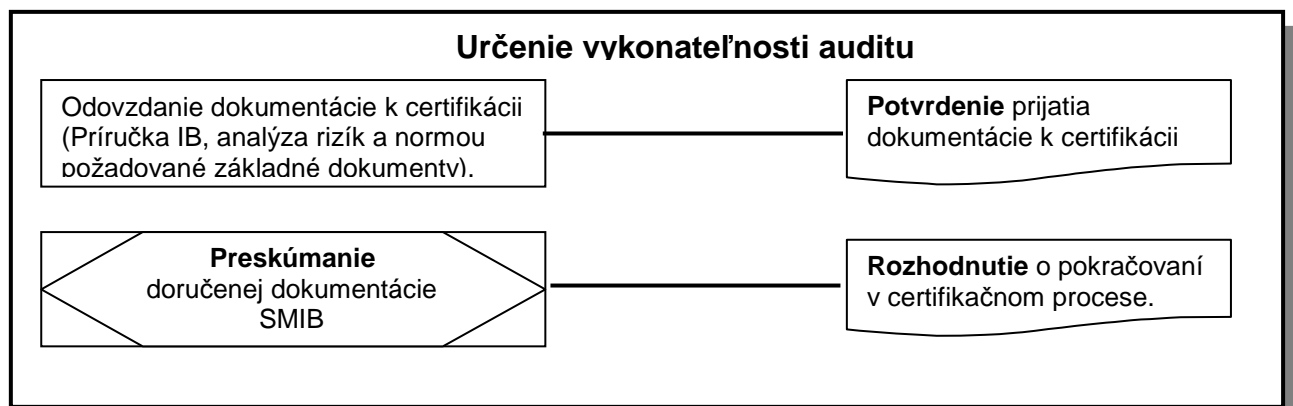 Určenie vykonateľnosti auditu
Odovzdanie dokumentácie k certifikácii
(Príručka IB, analýza rizík a normou
požadované základné dokumenty).
Potvrdenie prijatia
dokumentácie k certifikácii
Preskúmanie
doručenej dokumentácie
SMIB
Rozhodnutie o pokračovaní
v certifikačnom procese.